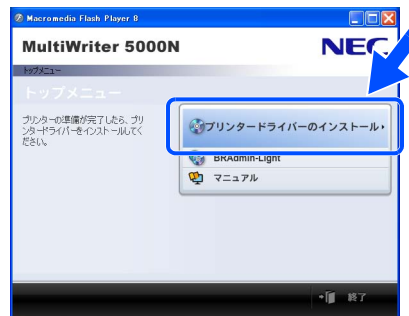 Macromedia Flash Player 8
MultiWriter 5000N
NEC
トップメニュー
トップメニュー
プリンターの準備が完了したら、プリ
ンタードライバーをインストールしてく
ださい。
プリンタードライバーのインストール
BRAdmin-Light
マニュアル
終了